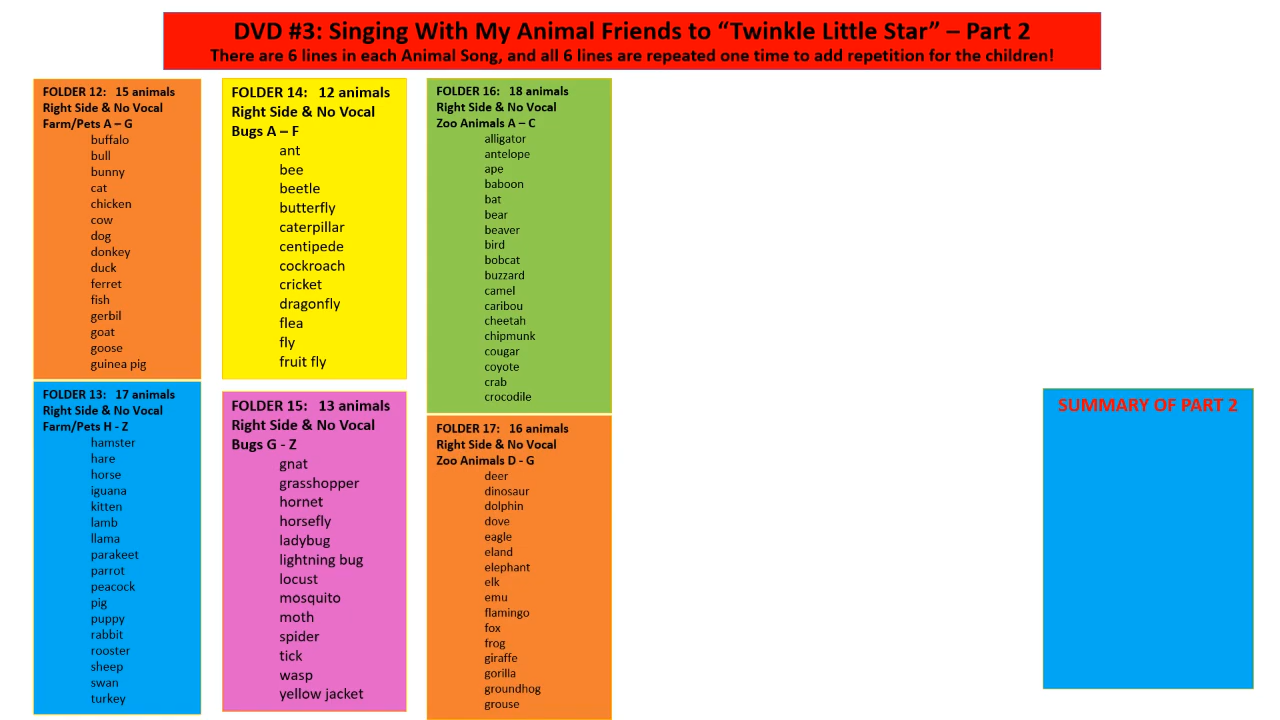 DVD #3: Singing With My Animal Friends to “Twinkle Little Star” – Part 2
There are 6 lines in each Animal Song, and all 6 lines are repeated one time to add repetition for the children!
FOLDER 12:   15 animals
Right Side & No Vocal
Farm/Pets A – G
buffalo
bull
bunny
cat
chicken
cow
dog
donkey
duck
ferret
fish
gerbil
goat
goose
guinea pig
FOLDER 13:   17 animals
Right Side & No Vocal
Farm/Pets H - Z
hamster
hare
horse
iguana
kitten
lamb
llama
parakeet
parrot
peacock
pig
puppy
rabbit
rooster
sheep
swan
turkey
FOLDER 14:   12 animals
Right Side & No Vocal
Bugs A – F
ant
bee
beetle
butterfly
caterpillar
centipede
cockroach
cricket
dragonfly
flea
fly
fruit fly
FOLDER 15:   13 animals
Right Side & No Vocal
Bugs G - Z
gnat
grasshopper
hornet
horsefly
ladybug
lightning bug
locust
mosquito
moth
spider
tick
wasp
yellow jacket
FOLDER 16:   18 animals
Right Side & No Vocal
Zoo Animals A – C
alligator
antelope
ape
baboon
bat
bear
beaver
bird
bobcat
buzzard
camel
caribou
cheetah
chipmunk
cougar
coyote
crab
crocodile
FOLDER 17:   16 animals
Right Side & No Vocal
Zoo Animals D - G
deer
dinosaur
dolphin
dove
eagle
eland
elephant
elk
emu
flamingo
fox
frog
giraffe
gorilla
groundhog
grouse
SUMMARY OF PART 2